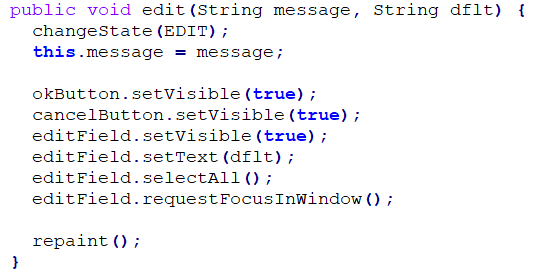 public void edit(String message, String dflt) {
  changeState(EDIT);
  this.message = message;

  okButton.setVisible(true);
  cancelButton.setVisible(true);
  editField.setVisible(true);
  editField.setText(dflt);
  editField.selectAll();
  editField.requestFocusInWindow();

  repaint();
}